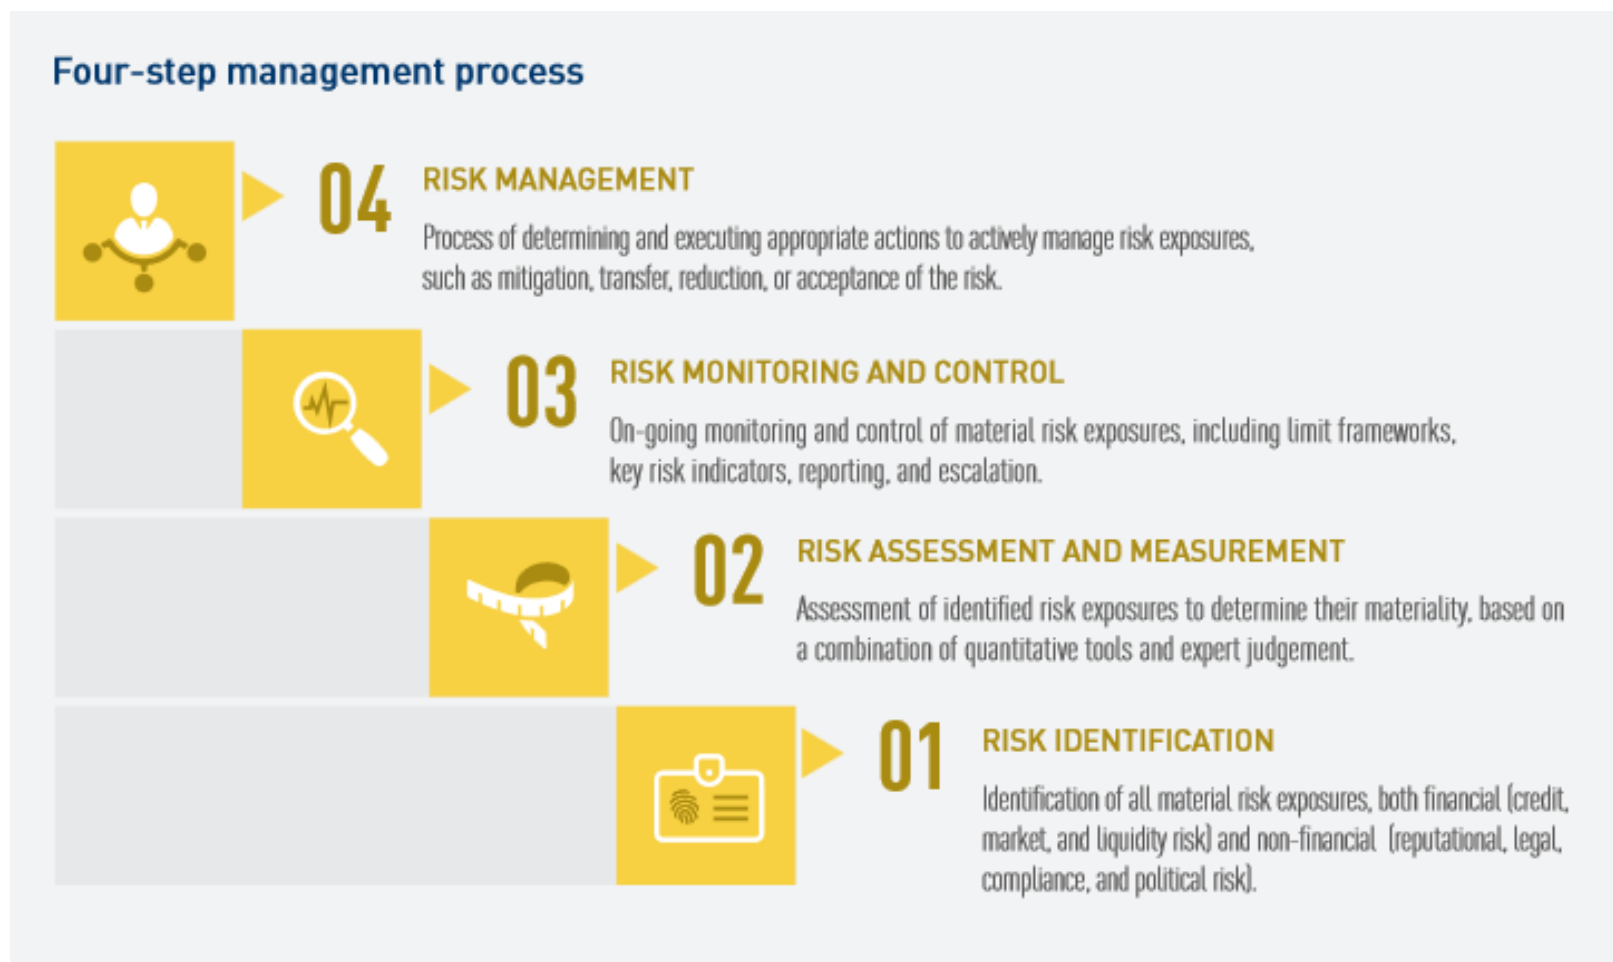 Four-step management process
04
RISK MANAGEMENT
Process of determining and executing appropriate actions to actively manage risk exposures,
such as mitigation, transfer, reduction, or acceptance of the risk.
03
RISK MONITORING AND CONTROL
On-going monitoring and control of material risk exposures, including limit frameworks,
key risk indicators, reporting, and escalation.
02
RISK ASSESSMENT AND MEASUREMENT
Assessment of identified risk exposures to determine their materiality, based on
a combination of quantitative tools and expert judgement.
01
RISK IDENTIFICATION
Identification of all material risk exposures, both financial (credit,
market, and liquidity risk) and non-financial (reputational, legal,
compliance, and political risk).